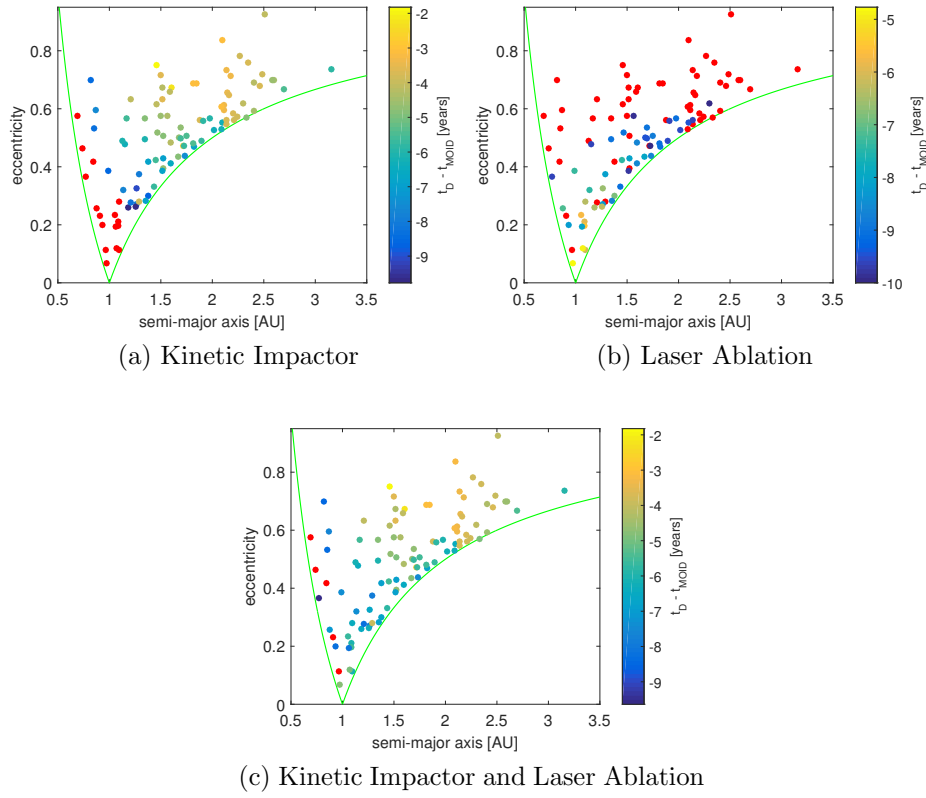 0.8
0.6
0.4
0.2
0
eccentricity
0.5 1 1.5 2 2.5 3 3.5
semi-major axis [AU]
-2
-3
-4
-5
-6
-7
-8
-9
t_D - t_MOID [years]
(a) Kinetic Impactor
0.8
0.6
0.4
0.2
0
eccentricity
0.5 1 1.5 2 2.5 3 3.5
semi-major axis [AU]
-5
-6
-7
-8
-9
-10
t_D - t_MOID [years]
(b) Laser Ablation
0.8
0.6
0.4
0.2
0
eccentricity
0.5 1 1.5 2 2.5 3 3.5
semi-major axis [AU]
-2
-3
-4
-5
-6
-7
-8
-9
t_D - t_MOID [years]
(c) Kinetic Impactor and Laser Ablation